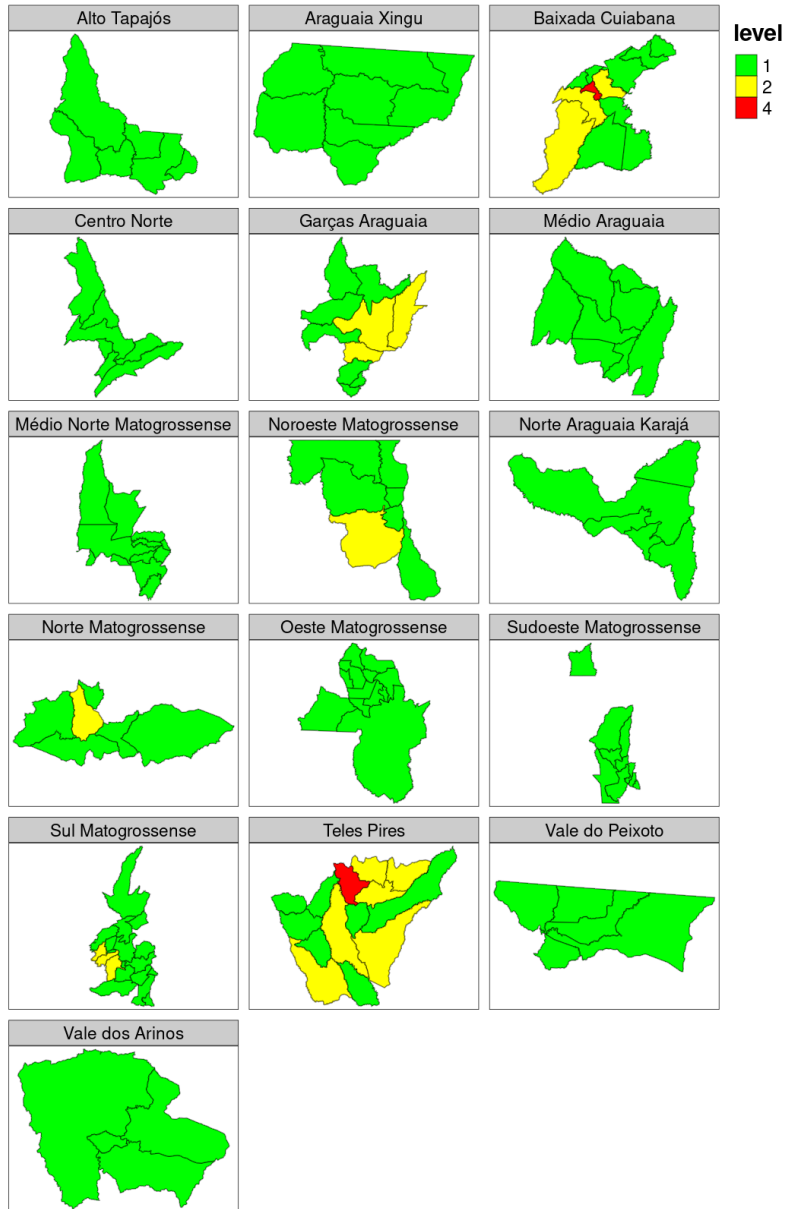 Alto Tapajós
Araguaia Xingu
Baixada Cuiabana
level
1
2
4
Centro Norte
Garças Araguaia
Médio Araguaia
Médio Norte Matogrossense
Noroeste Matogrossense
Norte Araguaia Karajá
Norte Matogrossense
Oeste Matogrossense
Sudoeste Matogrossense
Sul Matogrossense
Teles Pires
Vale do Peixoto
Vale dos Arinos